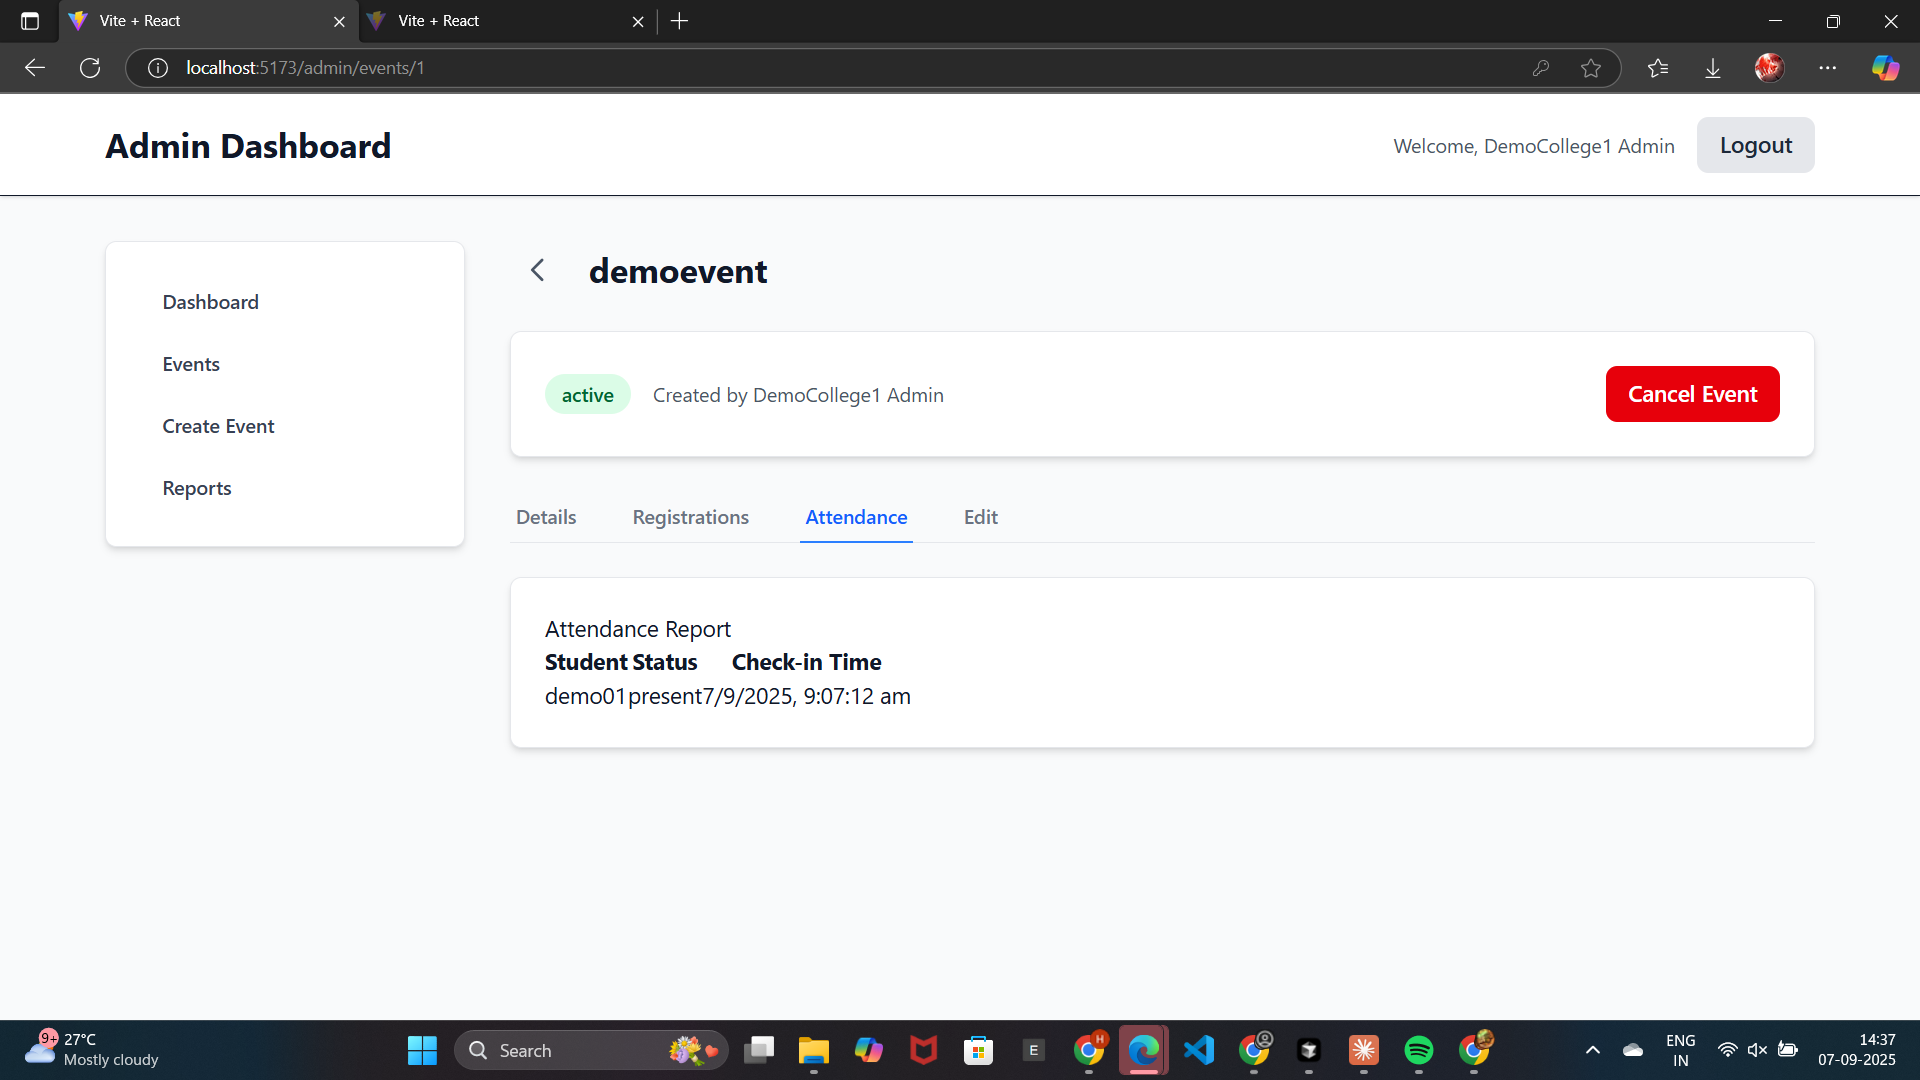 Vite + React
Vite + React
localhost:5173/admin/events/1
Admin Dashboard
Welcome, DemoCollege1 Admin
Logout
Dashboard
Events
Create Event
Reports
demoevent
active
Created by DemoCollege1 Admin
Cancel Event
Details
Registrations
Attendance
Edit
Attendance Report
Student Status Check-in Time
demo01present7/9/2025, 9:07:12 am
9+
27°C
Mostly cloudy
Search
E
H
ENG
IN
14:37
07-09-2025